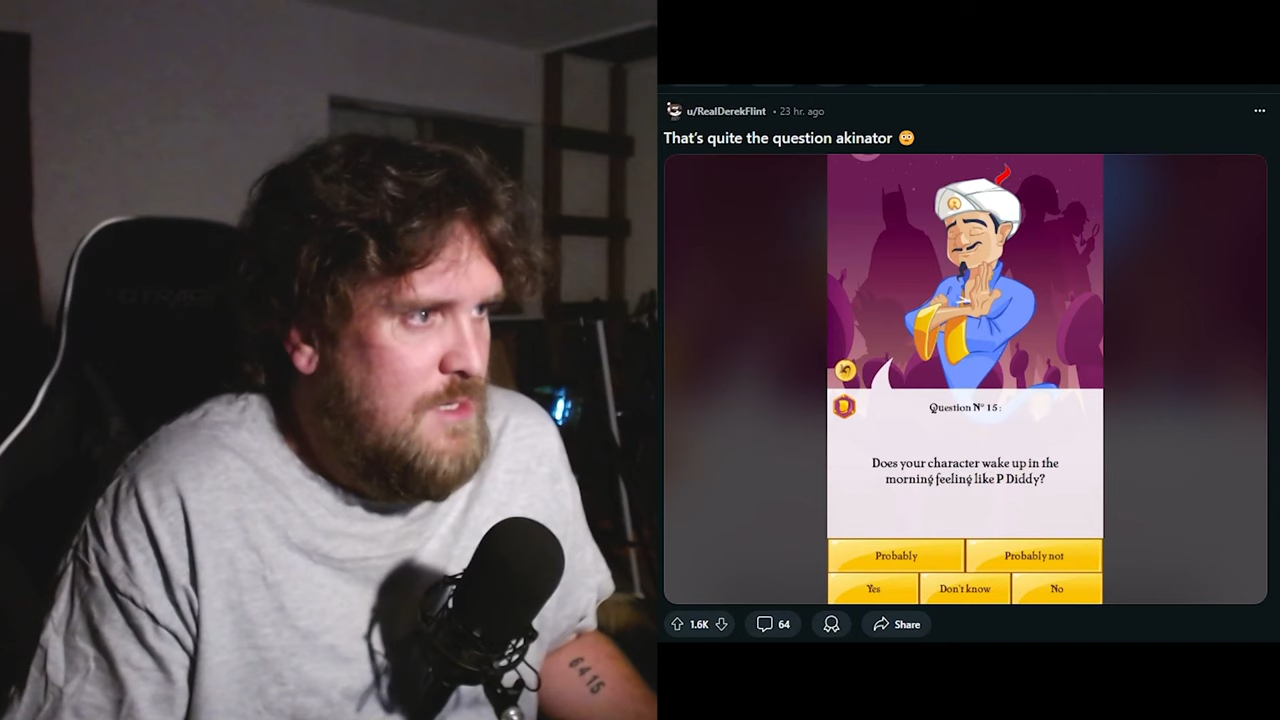 u/RealDerekFlint • 23 hr. ago
That's quite the question akinator 😳
Question N° 15 :
Does your character wake up in the
morning feeling like P Diddy?
Probably
Probably not
Yes
Don't know
No
1.6K
64
Share
6415